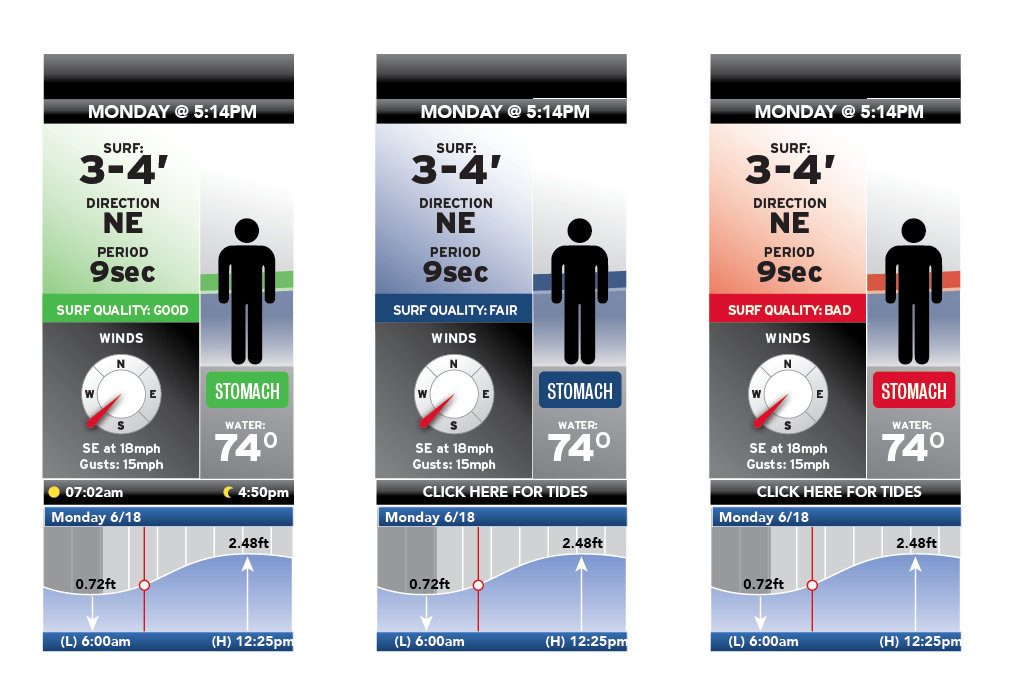 MONDAY @ 5:14PM
SURF:
3-4'
DIRECTION
NE
PERIOD
9sec
SURF QUALITY: GOOD
WINDS
N
W E
S
SE at 18mph
Gusts: 15mph
STOMACH
WATER:
74°
07:02am 4:50pm
Monday 6/18
2.48ft
0.72ft
(L) 6:00am (H) 12:25pm
MONDAY @ 5:14PM
SURF:
3-4'
DIRECTION
NE
PERIOD
9sec
SURF QUALITY: FAIR
WINDS
N
W E
S
SE at 18mph
Gusts: 15mph
STOMACH
WATER:
74°
CLICK HERE FOR TIDES
Monday 6/18
2.48ft
0.72ft
(L) 6:00am (H) 12:25pm
MONDAY @ 5:14PM
SURF:
3-4'
DIRECTION
NE
PERIOD
9sec
SURF QUALITY: BAD
WINDS
N
W E
S
SE at 18mph
Gusts: 15mph
STOMACH
WATER:
74°
CLICK HERE FOR TIDES
Monday 6/18
2.48ft
0.72ft
(L) 6:00am (H) 12:25pm